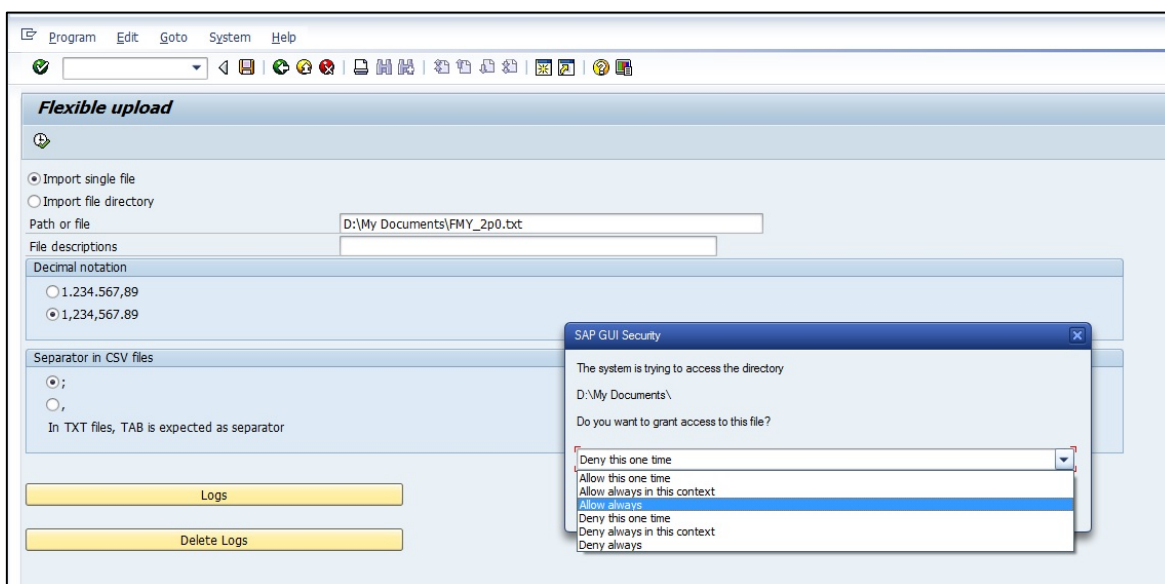 Program Edit Goto System Help
Flexible upload
Import single file
Import file directory
Path or file D:\My Documents\FMY_2p0.txt
File descriptions
Decimal notation
1.234.567,89
1,234,567.89
Separator in CSV files
;
,
In TXT files, TAB is expected as separator
Logs
Delete Logs
SAP GUI Security
The system is trying to access the directory
D:\My Documents\
Do you want to grant access to this file?
Deny this one time
Allow this one time
Allow always in this context
Allow always
Deny this one time
Deny always in this context
Deny always